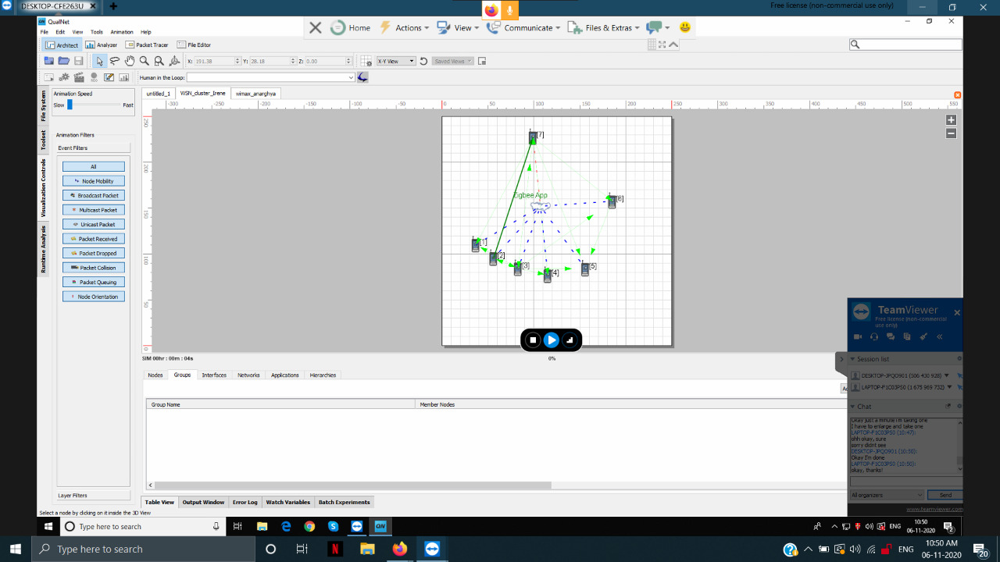 DESKTOP-CFE263U
Free license (non-commercial use only)
QualNet
File Edit View Tools Animation Help
Home Actions View Communicate Files & Extras
Architect Analyzer Packet Tracer File Editor
X: 191.38 Y: 28.18 Z: 0.00 X-Y View Saved Views
Human in the Loop:
File System
Toolset
Visualization Controls
Runtime Analysis
Animation Speed
Slow Fast
Animation Filters
Event Filters
All
Node Mobility
Broadcast Packet
Multicast Packet
Unicast Packet
Packet Received
Packet Dropped
Packet Collision
Packet Queuing
Node Orientation
Layer Filters
untitled_1 WSN_cluster_Irene wimax_anarghya
-300 -250 -200 -150 -100 -50 0 50 100 150 200 250 300 350 400 450 500 550
250
200
150
100
50
0
[7]
Zigbee App
[6]
[1]
[2]
[3]
[4]
[5]
SIM 00hr : 00m : 04s 0%
Nodes Groups Interfaces Networks Applications Hierarchies
Group Name Member Nodes
Table View Output Window Error Log Watch Variables Batch Experiments
Select a node by clicking on it inside the 3D View
TeamViewer
Free license (non-commercial
use only)
Session list
DESKTOP-JPQO901 (506 430 928)
LAPTOP-F1C03PS0 (1 675 969 732)
Chat
Okay just a minute i'm taking one
I have to enlarge and take one
LAPTOP-F1C03PS0 (10:47):
uhh okay, sure
sorry didnt see
DESKTOP-JPQO901 (10:50):
Okay I'm done
LAPTOP-F1C03PS0 (10:50):
okay, thanks!
All organizers Send
www.teamviewer.com
Type here to search
ENG
10:50
06-11-2020
2
Type here to search
ENG
10:50 AM
06-11-2020
20